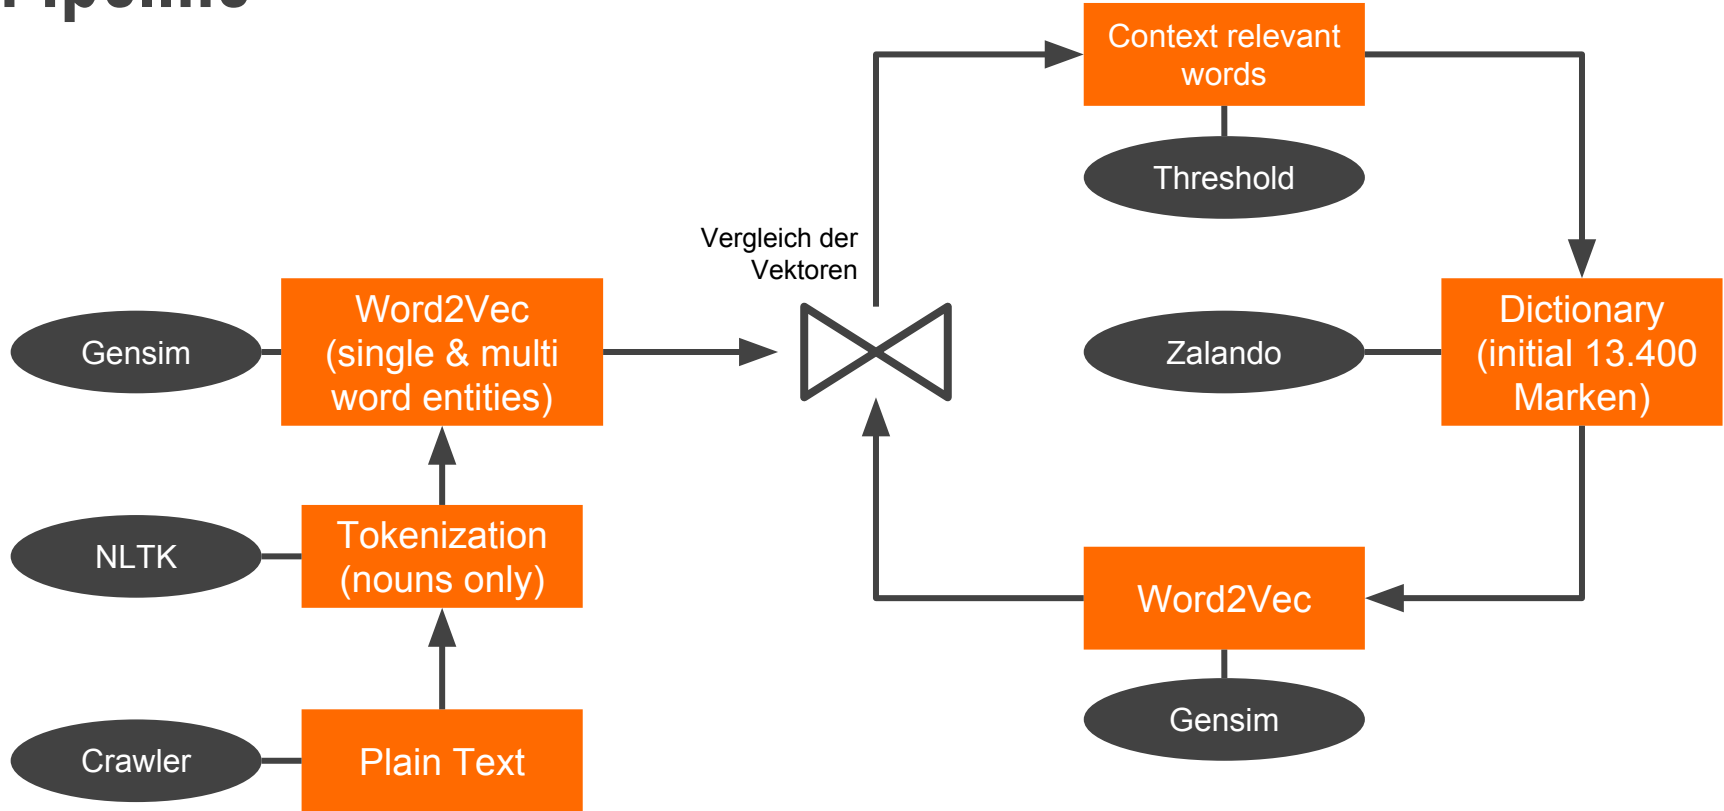 Pipeline
Context relevant
words
Threshold
Vergleich der
Vektoren
Gensim
Word2Vec
(single & multi
word entities)
Zalando
Dictionary
(initial 13.400
Marken)
NLTK
Tokenization
(nouns only)
Word2Vec
Gensim
Crawler
Plain Text